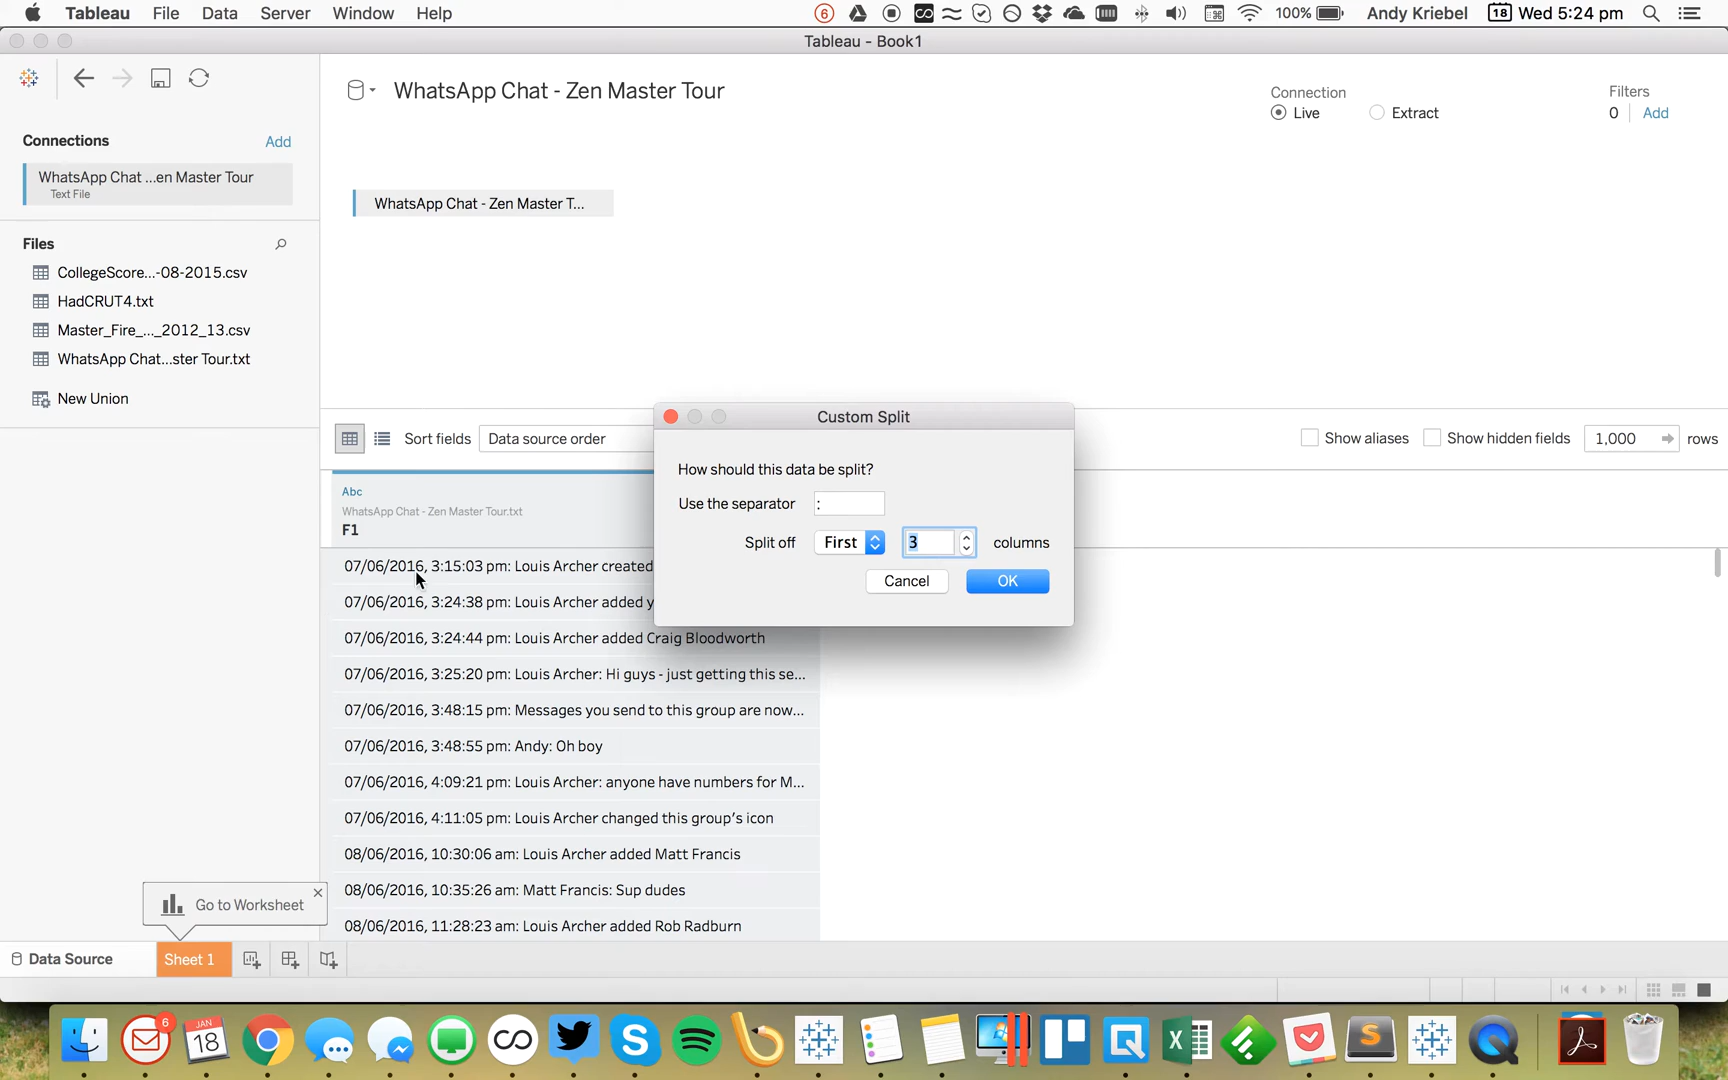 Tableau File Data Server Window Help 6 100% Andy Kriebel 18 Wed 5:24 pm
Tableau - Book1
WhatsApp Chat - Zen Master Tour
Connection
Live Extract
Filters
0 Add
Connections Add
WhatsApp Chat ...en Master Tour
Text File
WhatsApp Chat - Zen Master T...
Files
CollegeScore...-08-2015.csv
HadCRUT4.txt
Master_Fire_..._2012_13.csv
WhatsApp Chat...ster Tour.txt
New Union
Sort fields Data source order
Show aliases Show hidden fields 1,000 rows
Custom Split
How should this data be split?
Use the separator :
Split off First 3 columns
Cancel OK
Abc
WhatsApp Chat - Zen Master Tour.txt
F1
07/06/2016, 3:15:03 pm: Louis Archer created
07/06/2016, 3:24:38 pm: Louis Archer added y
07/06/2016, 3:24:44 pm: Louis Archer added Craig Bloodworth
07/06/2016, 3:25:20 pm: Louis Archer: Hi guys - just getting this se...
07/06/2016, 3:48:15 pm: Messages you send to this group are now...
07/06/2016, 3:48:55 pm: Andy: Oh boy
07/06/2016, 4:09:21 pm: Louis Archer: anyone have numbers for M...
07/06/2016, 4:11:05 pm: Louis Archer changed this group's icon
08/06/2016, 10:30:06 am: Louis Archer added Matt Francis
08/06/2016, 10:35:26 am: Matt Francis: Sup dudes
08/06/2016, 11:28:23 am: Louis Archer added Rob Radburn
Go to Worksheet
Data Source Sheet 1
6
JAN
18